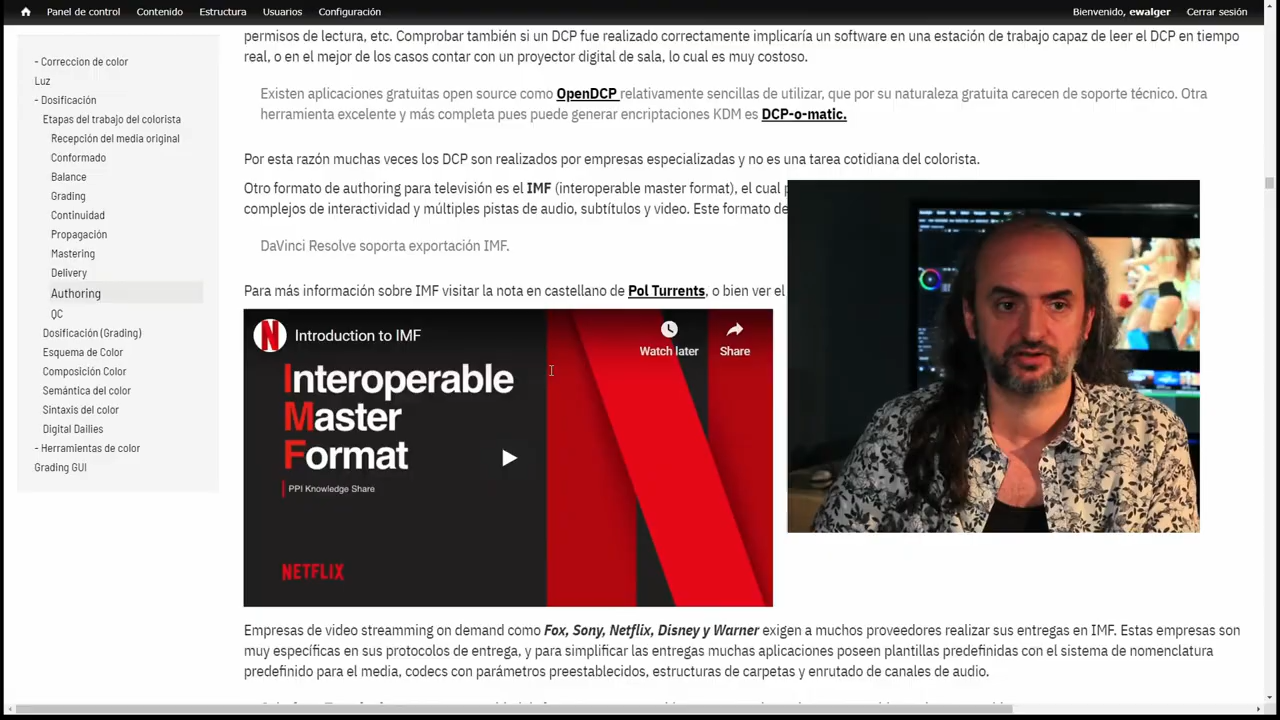 Panel de control
Contenido
Estructura
Usuarios
Configuración
Bienvenido, ewalger
Cerrar sesión
- Correccion de color
Luz
- Dosificación
Etapas del trabajo del colorista
Recepción del media original
Conformado
Balance
Grading
Continuidad
Propagación
Mastering
Delivery
Authoring
QC
Dosificación (Grading)
Esquema de Color
Composición Color
Semántica del color
Sintaxis del color
Digital Dailies
- Herramientas de color
Grading GUI
permisos de lectura, etc. Comprobar también si un DCP fue realizado correctamente implicaría un software en una estación de trabajo capaz de leer el DCP en tiempo
real, o en el mejor de los casos contar con un proyector digital de sala, lo cual es muy costoso.
Existen aplicaciones gratuitas open source como OpenDCP relativamente sencillas de utilizar, que por su naturaleza gratuita carecen de soporte técnico. Otra
herramienta excelente y más completa pues puede generar encriptaciones KDM es DCP-o-matic.
Por esta razón muchas veces los DCP son realizados por empresas especializadas y no es una tarea cotidiana del colorista.
Otro formato de authoring para televisión es el IMF (interoperable master format), el cual
complejos de interactividad y múltiples pistas de audio, subtítulos y video. Este formato
DaVinci Resolve soporta exportación IMF.
Para más información sobre IMF visitar la nota en castellano de Pol Turrents, o bien ver el
N
Introduction to IMF
Watch later
Share
Interoperable
Master
Format
PPI Knowledge Share
NETFLIX
Empresas de video streamming on demand como Fox, Sony, Netflix, Disney y Warner exigen a muchos proveedores realizar sus entregas en IMF. Estas empresas son
muy específicas en sus protocolos de entrega, y para simplificar las entregas muchas aplicaciones poseen plantillas predefinidas con el sistema de nomenclatura
predefinido para el media, codecs con parámetros preestablecidos, estructuras de carpetas y enrutado de canales de audio.